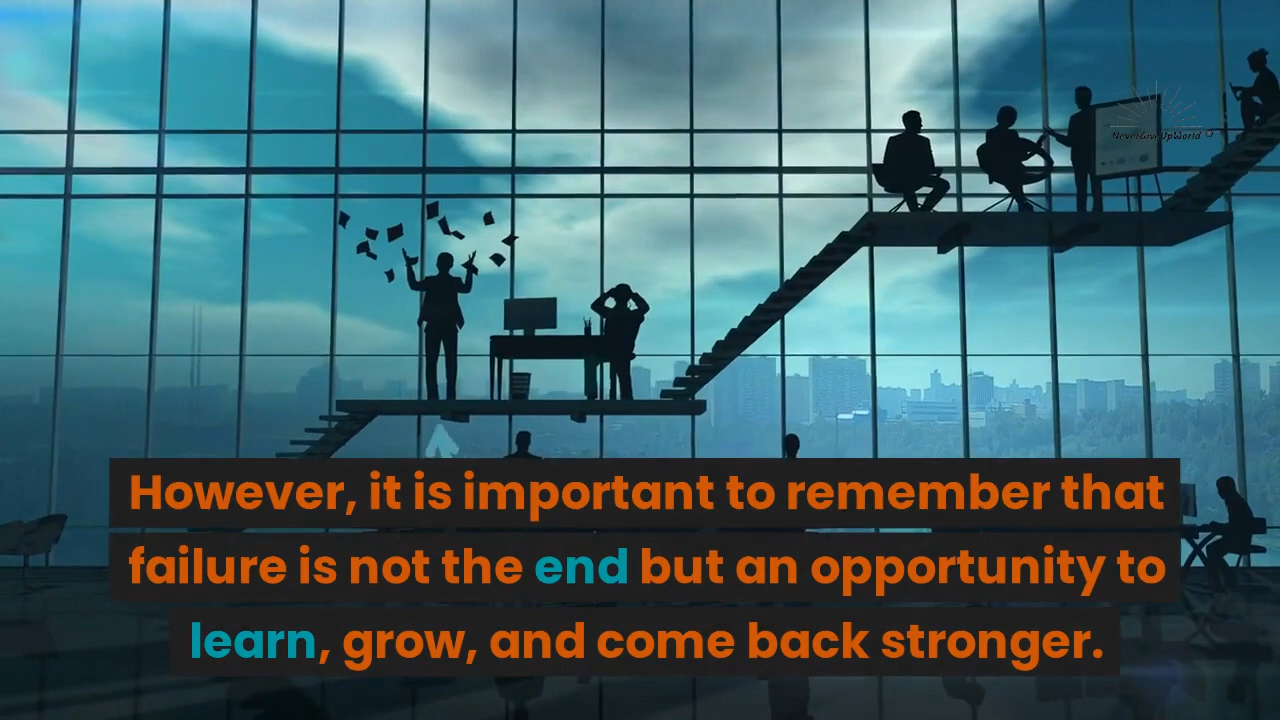 NeverGiveUpWorld
However, it is important to remember that
failure is not the end but an opportunity to
learn, grow, and come back stronger.